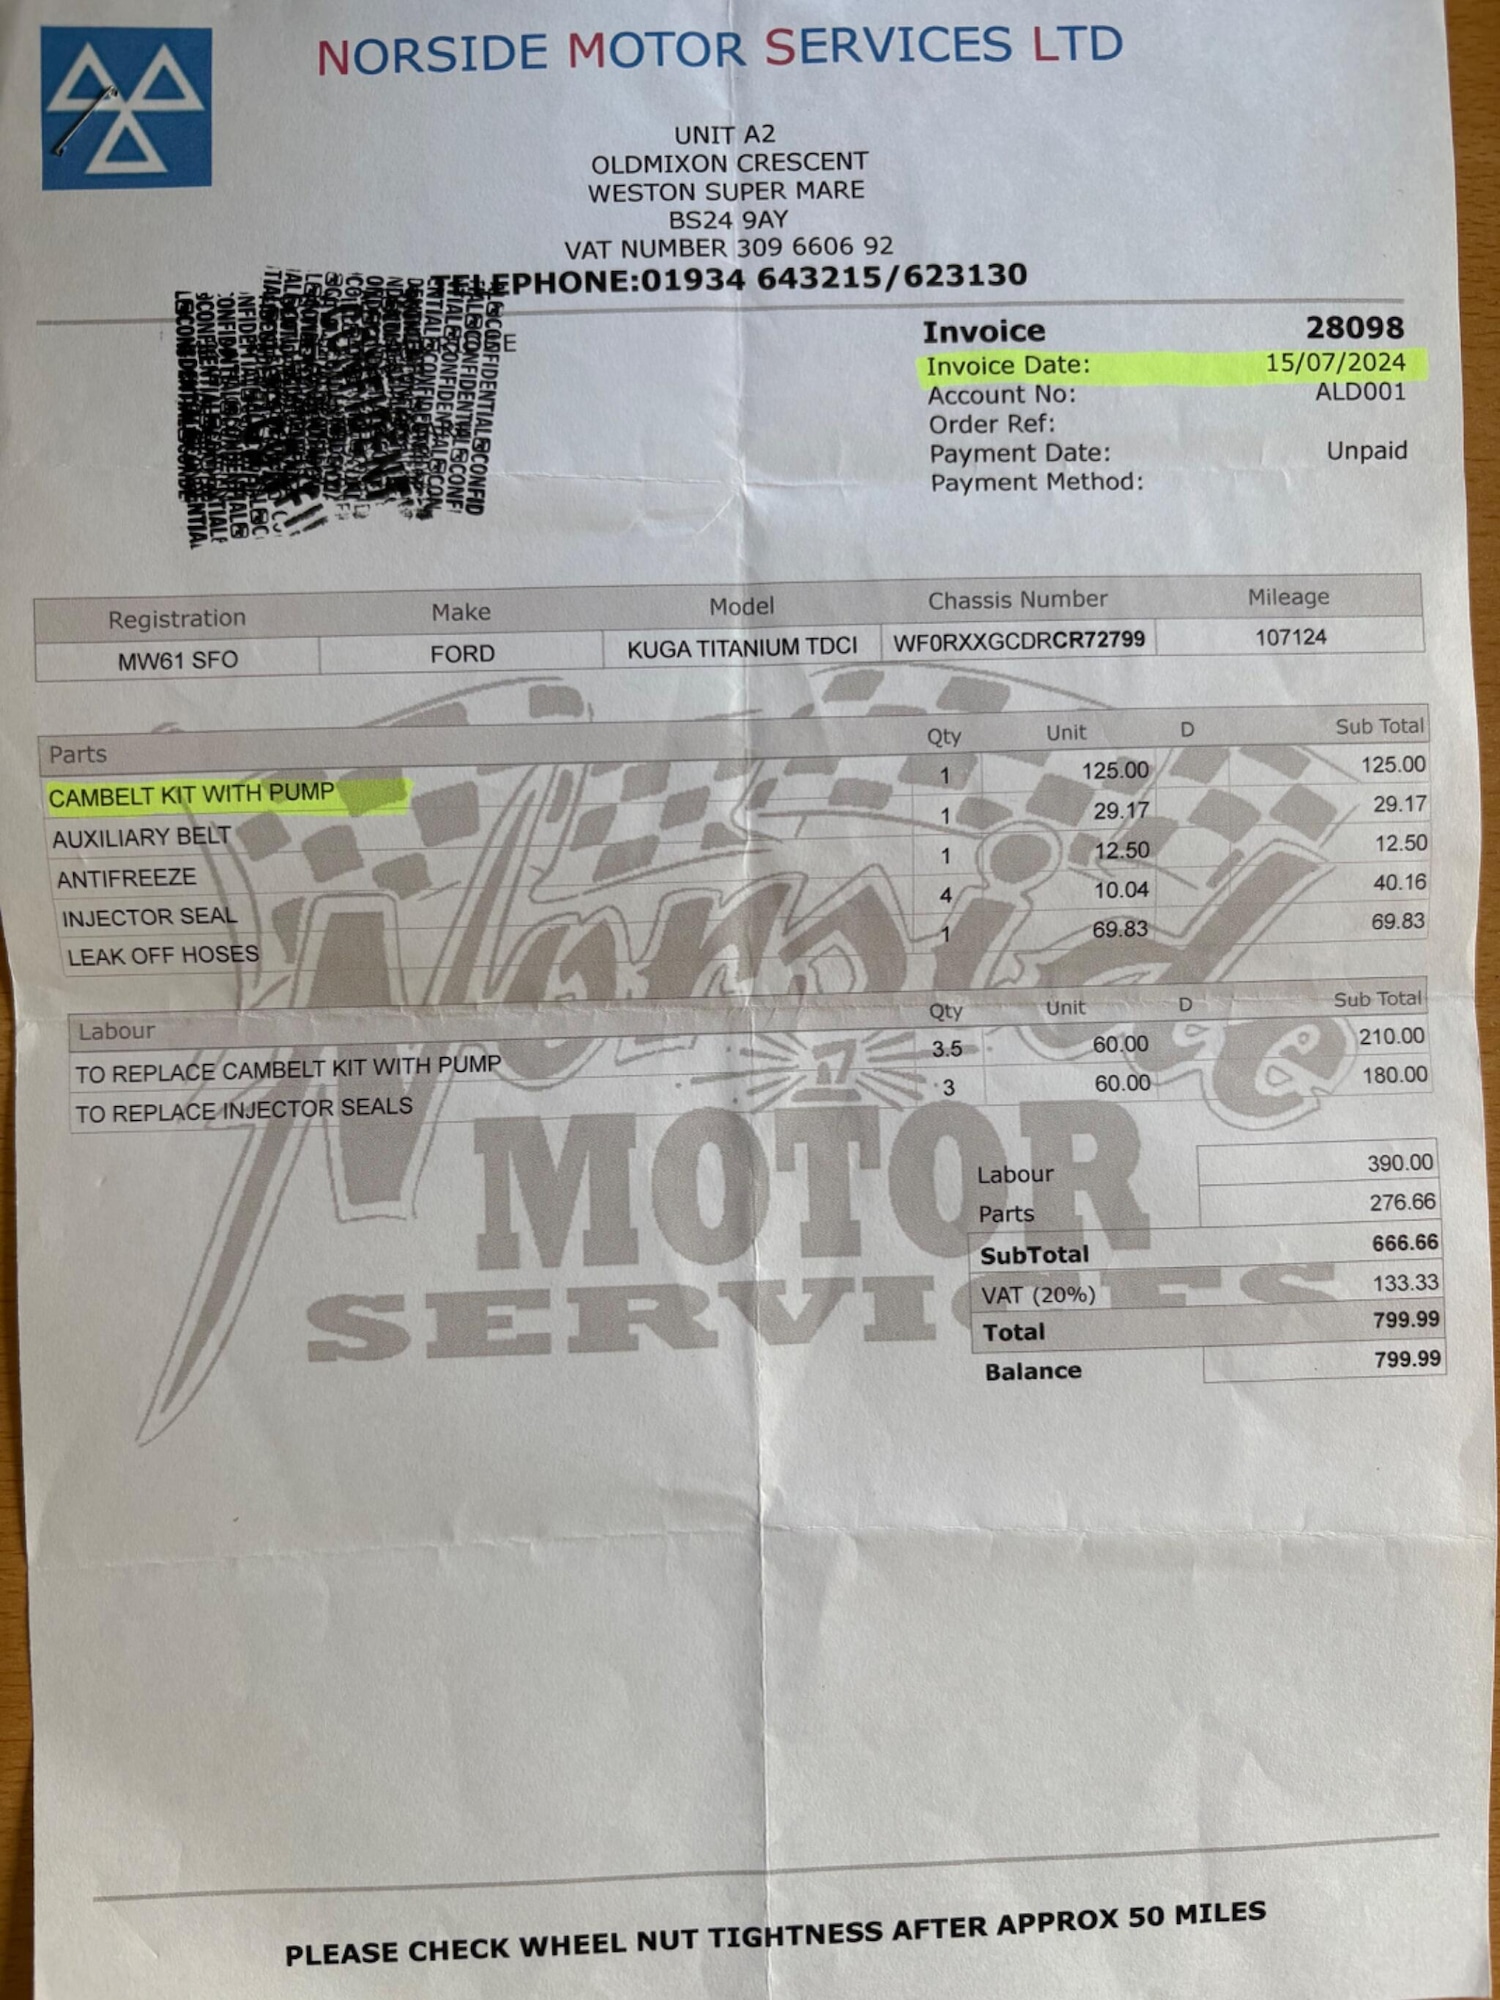 NORSIDE MOTOR SERVICES LTD
UNIT A2
OLDMIXON CRESCENT
WESTON SUPER MARE
BS24 9AY
VAT NUMBER 309 6606 92
TELEPHONE:01934 643215/623130
Invoice 28098
Invoice Date: 15/07/2024
Account No: ALD001
Order Ref:
Payment Date: Unpaid
Payment Method:
Registration Make Model Chassis Number Mileage
MW61 SFO FORD KUGA TITANIUM TDCI WF0RXXGCDRCR72799 107124
Parts Qty Unit D Sub Total
CAMBELT KIT WITH PUMP 1 125.00 125.00
AUXILIARY BELT 1 29.17 29.17
ANTIFREEZE 1 12.50 12.50
INJECTOR SEAL 4 10.04 40.16
LEAK OFF HOSES 1 69.83 69.83
Labour Qty Unit D Sub Total
TO REPLACE CAMBELT KIT WITH PUMP 3.5 60.00 210.00
TO REPLACE INJECTOR SEALS 3 60.00 180.00
Norside
MOTOR
SERVICES
Labour 390.00
Parts 276.66
SubTotal 666.66
VAT (20%) 133.33
Total 799.99
Balance 799.99
PLEASE CHECK WHEEL NUT TIGHTNESS AFTER APPROX 50 MILES